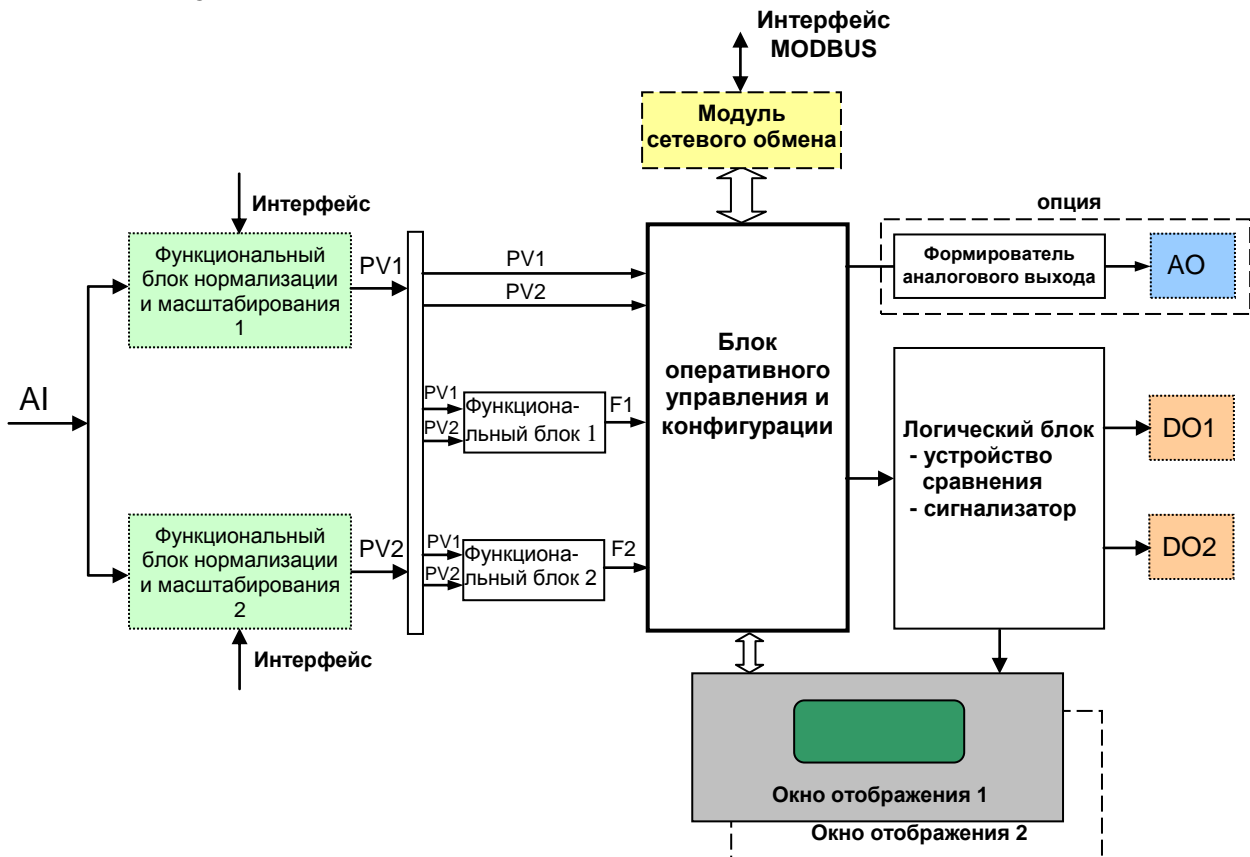 Интерфейс
MODBUS
Модуль
сетевого обмена
Интерфейс
опция
Функциональный
блок нормализации
и масштабирования
1
PV1
PV1
PV2
Формирователь
аналогового выхода
AO
Блок
оперативного
управления и
конфигурации
AI
PV1
PV2
Функциона-
льный блок 1
F1
Логический блок
- устройство
сравнения
- сигнализатор
DO1
DO2
Функциональный
блок нормализации
и масштабирования
2
PV2
PV1
PV2
Функциона-
льный блок 2
F2
Интерфейс
Окно отображения 1
Окно отображения 2